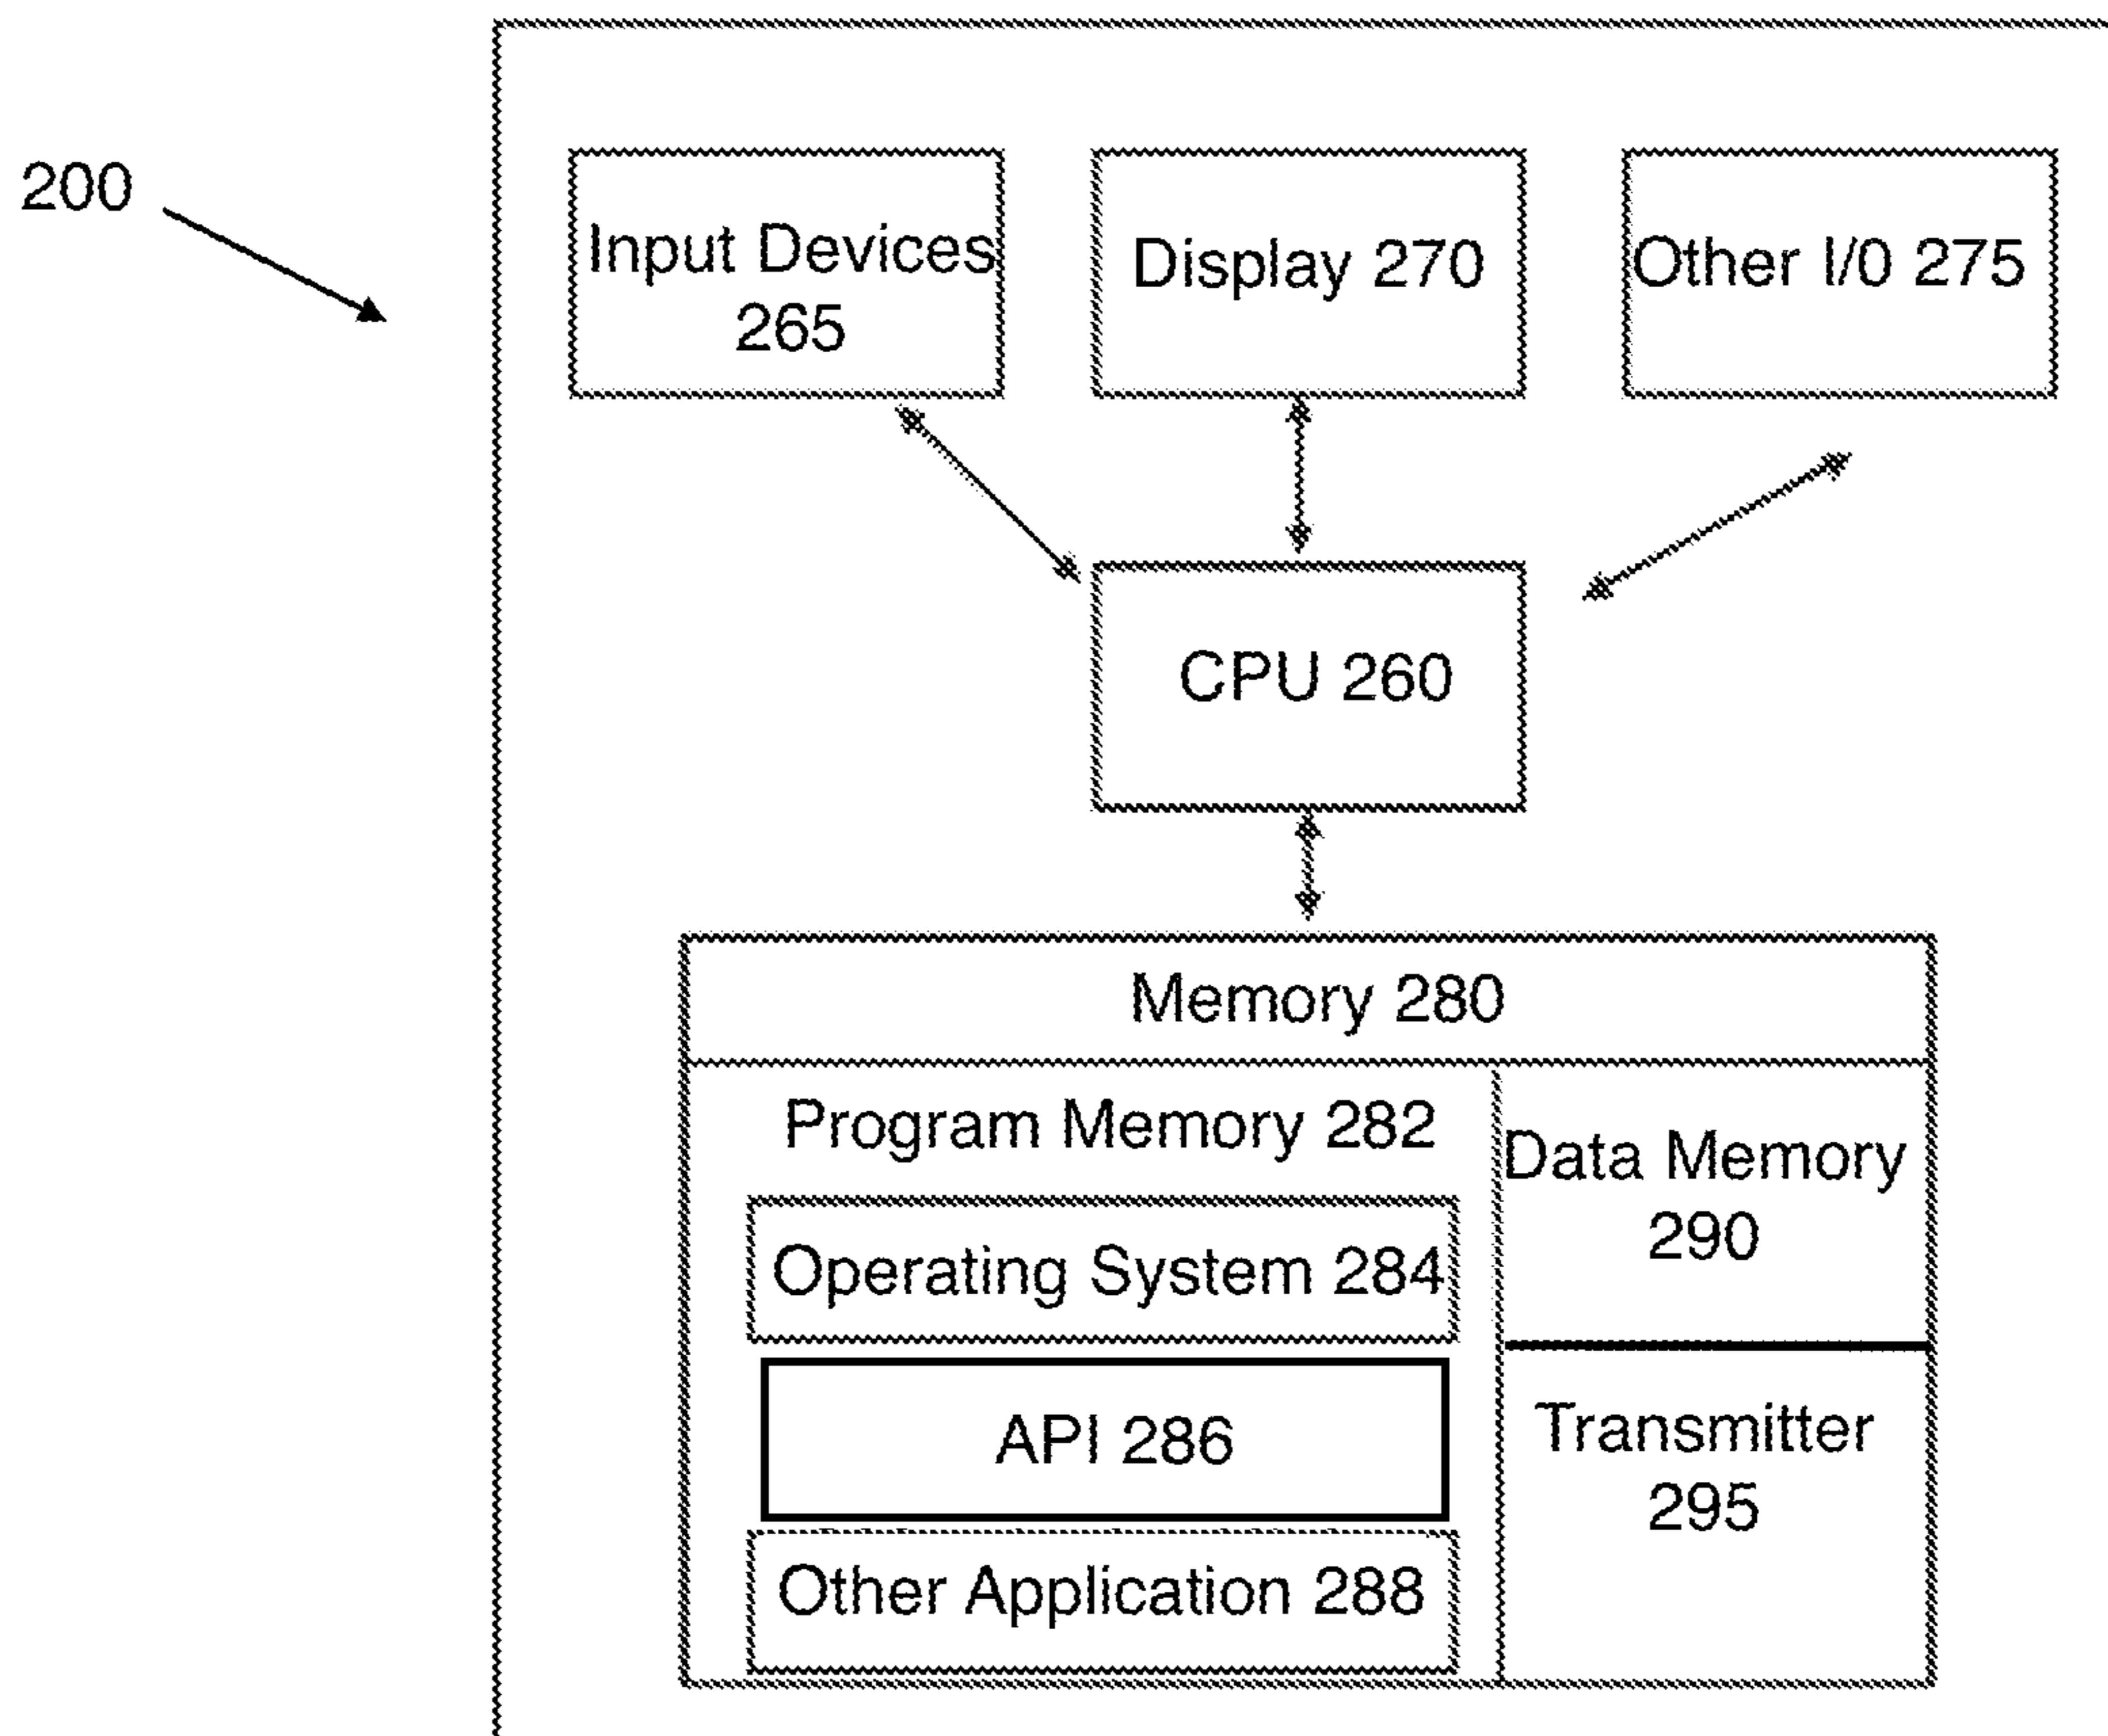 200
Input Devices
265
Display 270
Other I/0 275
CPU 260
Memory 280
Program Memory 282
Operating System 284
API 286
Other Application 288
Data Memory
290
Transmitter
295